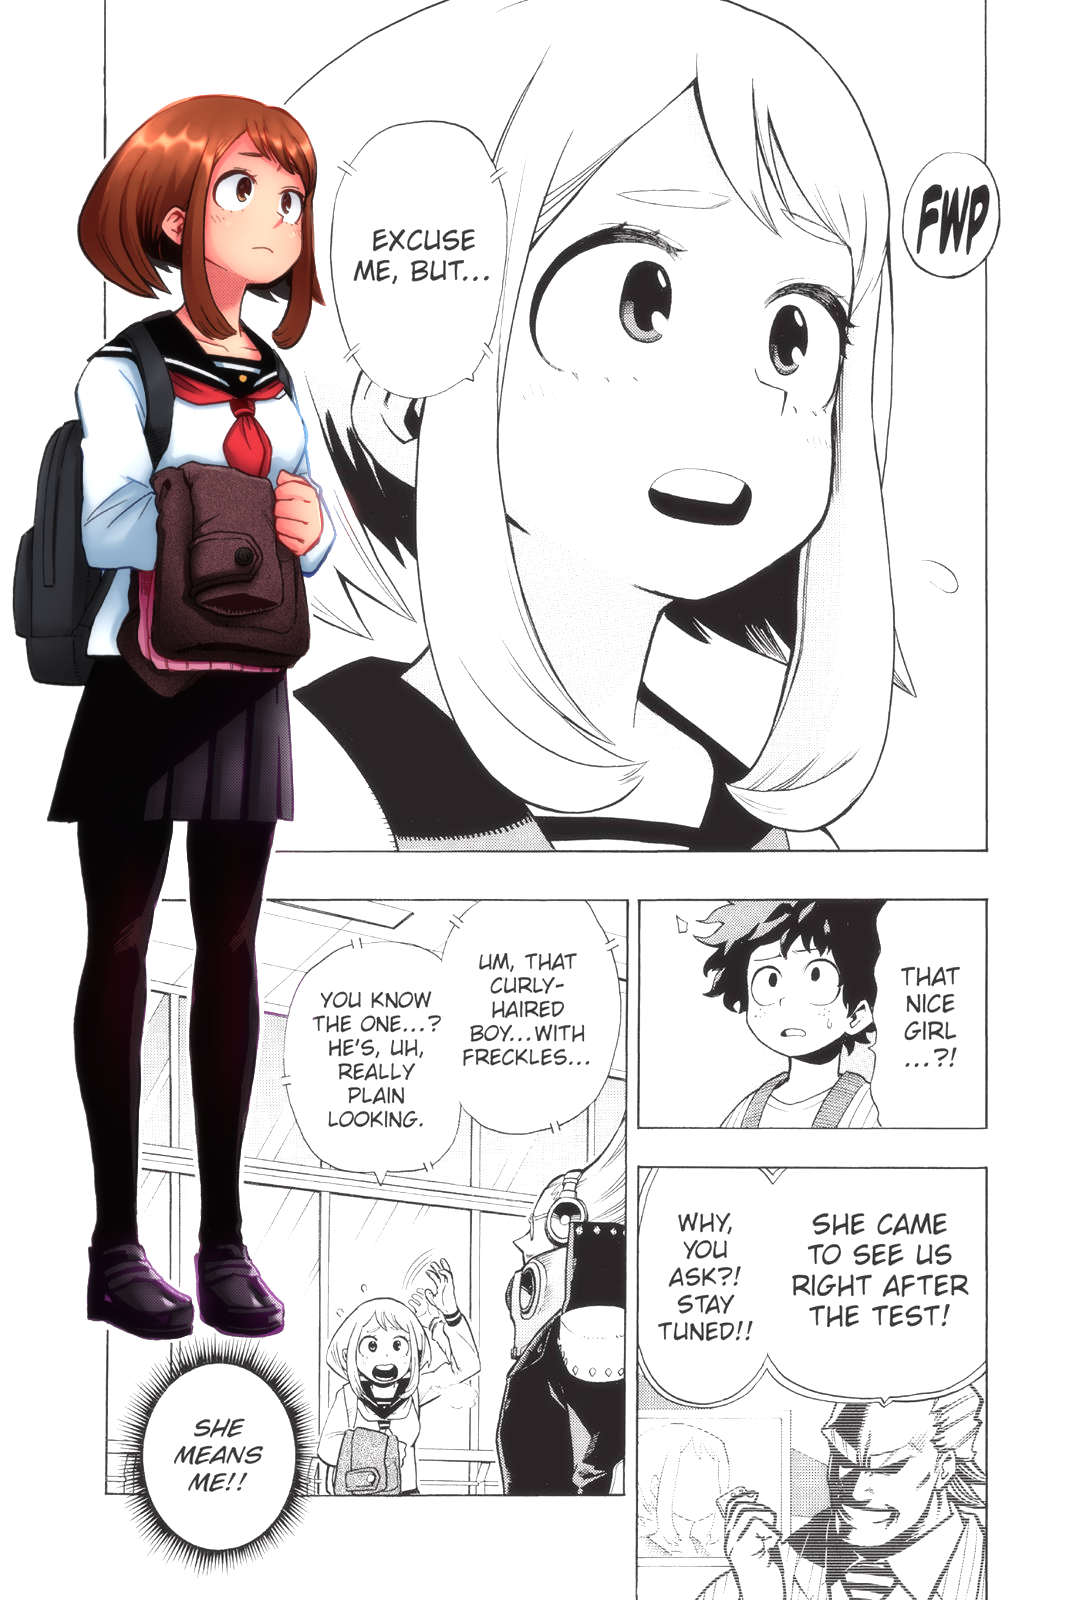 EXCUSE
ME, BUT...
FWP
THAT
NICE
GIRL
...?!
UM, THAT
CURLY-
HAIRED
BOY...WITH
FRECKLES...
YOU KNOW
THE ONE...?
HE'S, UH,
REALLY
PLAIN
LOOKING.
SHE
MEANS
ME!!
SHE CAME
TO SEE US
RIGHT AFTER
THE TEST!
WHY,
YOU
ASK?!
STAY
TUNED!!